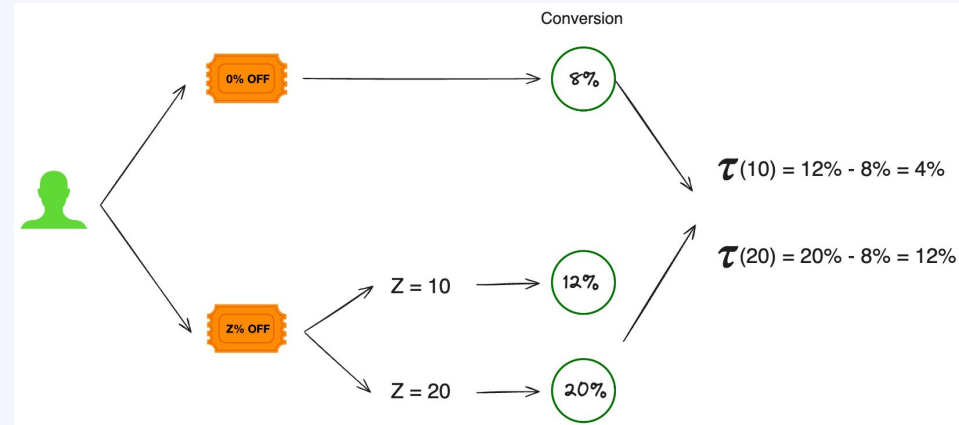 Conversion
0% OFF
8%
𝞽(10) = 12% - 8% = 4%
𝞽(20) = 20% - 8% = 12%
Z = 10
12%
Z% OFF
Z = 20
20%